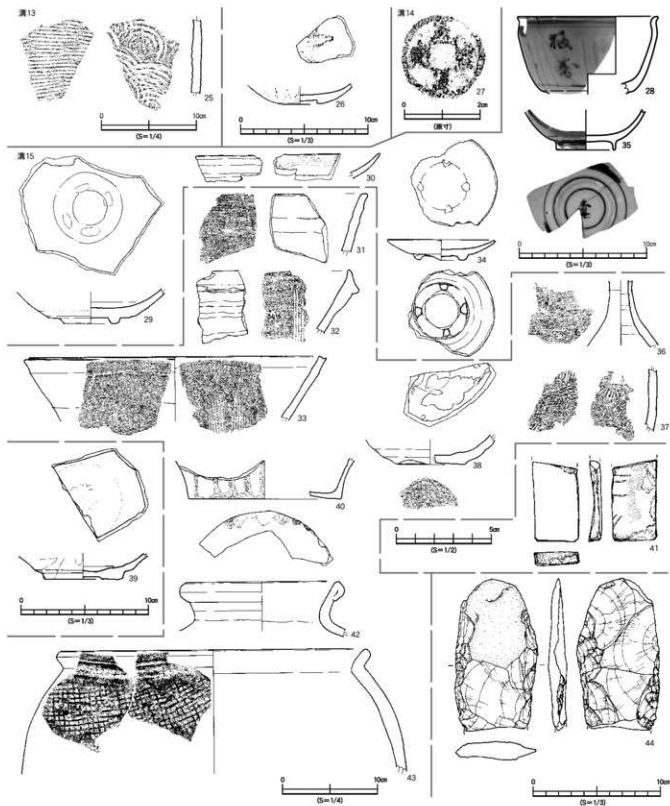 溝13
25
0
10cm
(S=1/4)
26
0
10cm
(S=1/3)
溝14
27
0
2cm
(原寸)
28
35
0
10cm
(S=1/3)
溝15
29
30
31
32
33
34
36
37
38
0
5cm
(S=1/2)
39
0
10cm
(S=1/3)
40
41
42
43
0
10cm
(S=1/4)
44
0
10cm
(S=1/3)